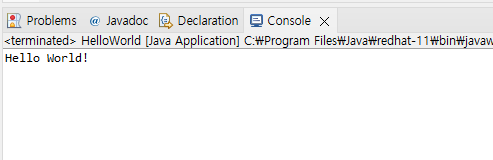 Problems @ Javadoc Declaration Console
<terminated> HelloWorld [Java Application] C:₩Program Files₩Java₩redhat-11₩bin₩javaw
Hello World!